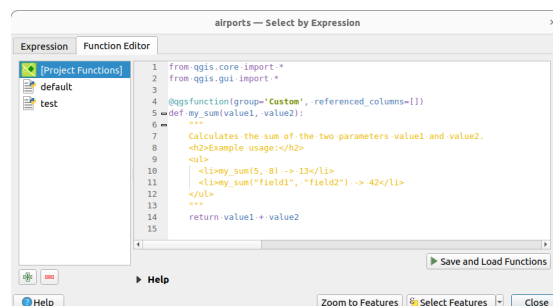 airports — Select by Expression
Expression
Function Editor
[Project Functions]
default
test
1 from qgis.core import *
2 from qgis.gui import *
3
4 @qgsfunction(group='Custom', referenced_columns=[])
5 def my_sum(value1, value2):
6 """
7 Calculates the sum of the two parameters value1 and value2.
8 <h2>Example usage:</h2>
9 <ul>
10 <li>my_sum(5, 8) -> 13</li>
11 <li>my_sum("field1", "field2") -> 42</li>
12 </ul>
13 """
14 return value1 + value2
15
Save and Load Functions
Help
Help
Zoom to Features
Select Features
Close